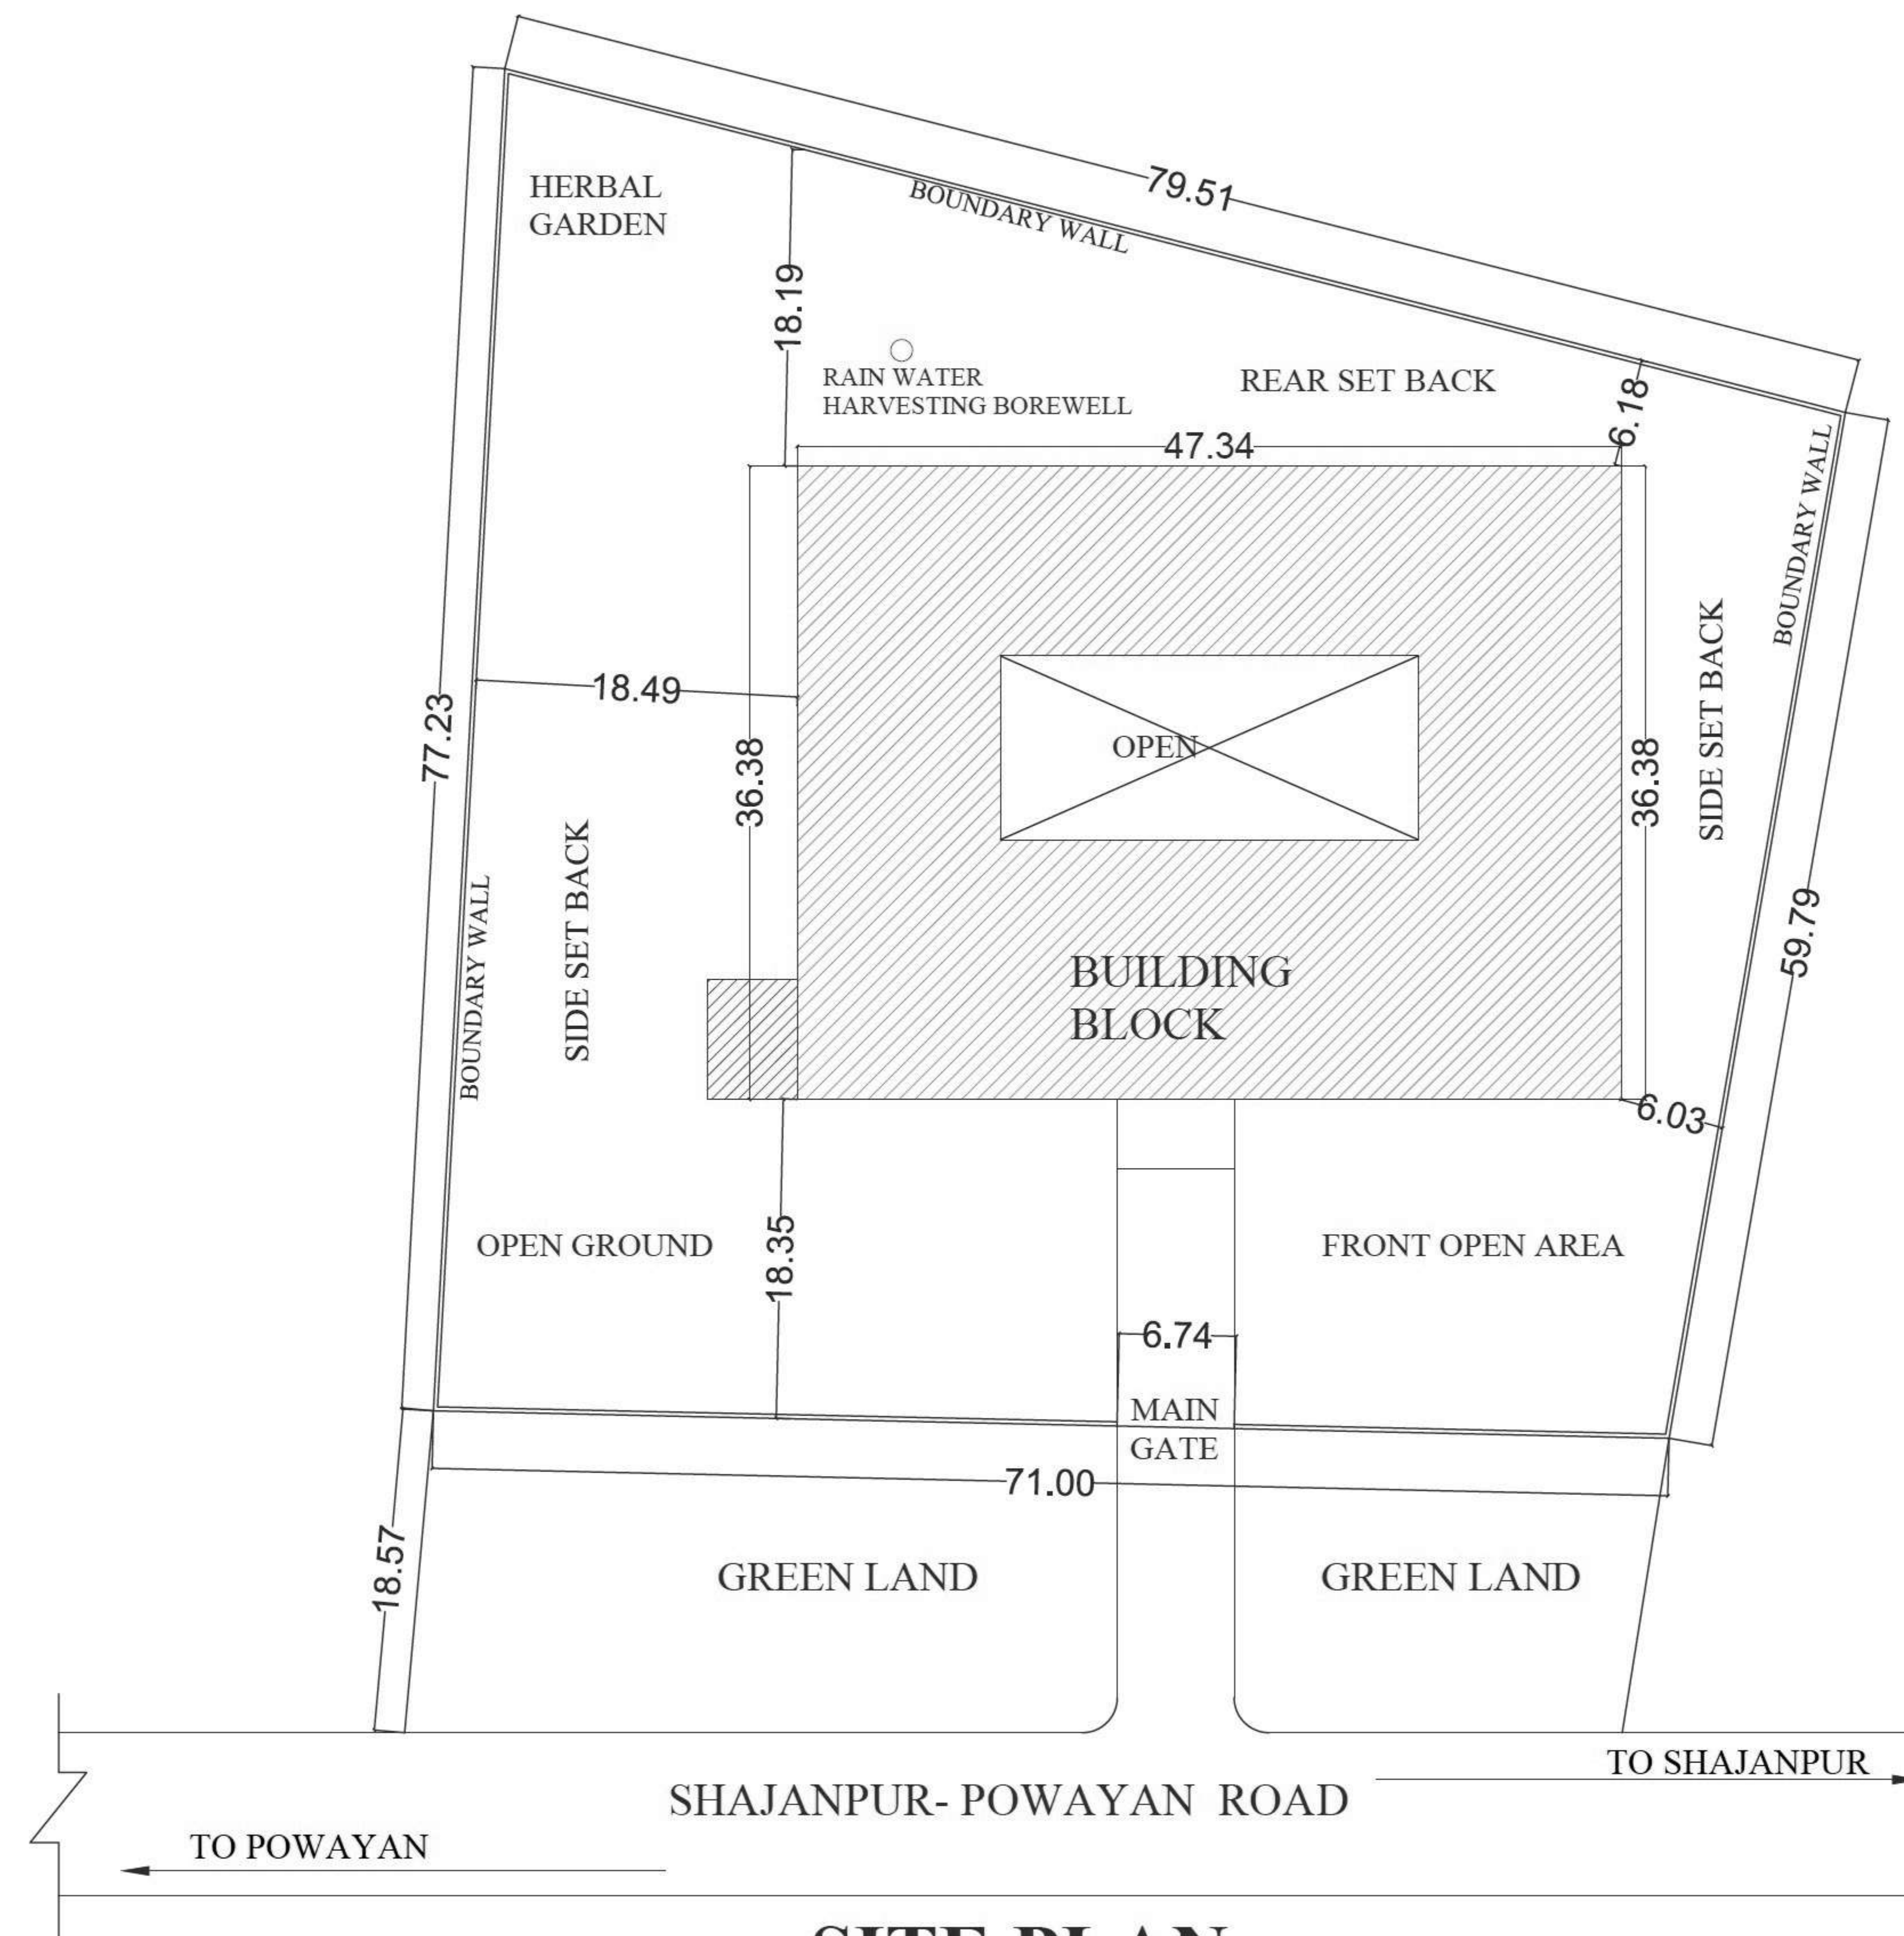 79.51
HERBAL
GARDEN
BOUNDARY WALL
18.19
RAIN WATER
HARVESTING BOREWELL
REAR SET BACK
6.18
47.34
BOUNDARY WALL
SIDE SET BACK
18.49
77.23
36.38
OPEN
36.38
59.79
SIDE SET BACK
BOUNDARY WALL
BUILDING
BLOCK
6.03
OPEN GROUND
18.35
FRONT OPEN AREA
6.74
MAIN
GATE
71.00
18.57
GREEN LAND
GREEN LAND
TO SHAJANPUR
SHAJANPUR- POWAYAN ROAD
TO POWAYAN
SITE PLAN